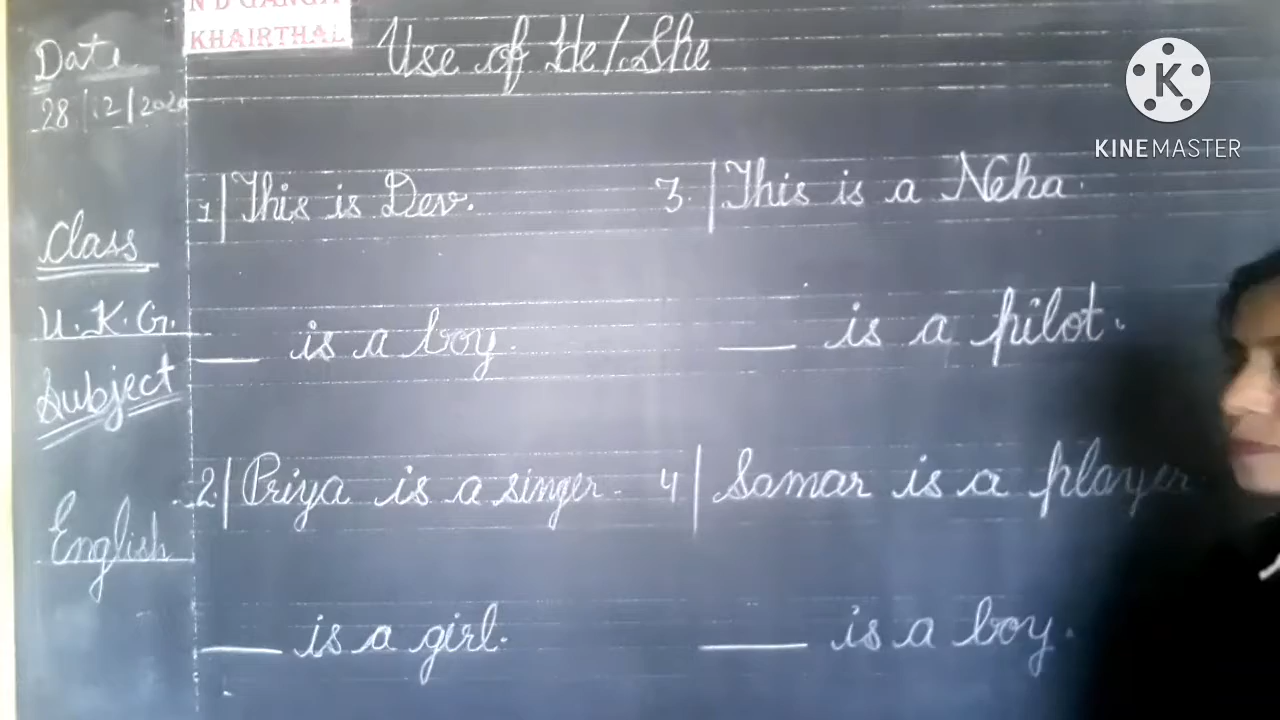 KHAIRTHAL
Use of He/She
Date
28/12/2020
Class
U.K.G.
Subject
English
1 This is Dev.
___ is a boy.
2. Priya is a singer.
___ is a girl.
3. This is a Neha.
___ is a pilot.
4 Samar is a player.
___ is a boy.
K
KINEMASTER